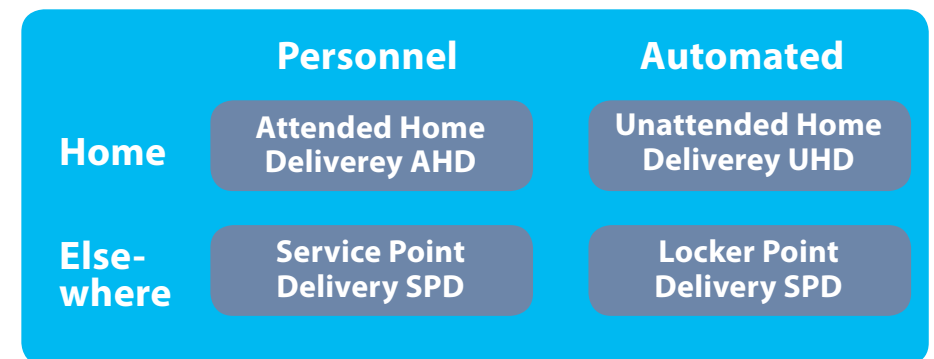 Personnel Automated
Home
Attended Home
Deliverey AHD
Unattended Home
Deliverey UHD
Else-
where
Service Point
Delivery SPD
Locker Point
Delivery SPD